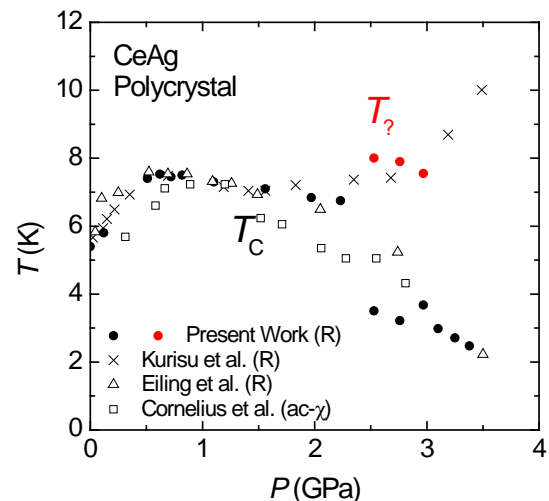 CeAg
Polycrystal
T?
TC
Present Work (R)
Kurisu et al. (R)
Eiling et al. (R)
Cornelius et al. (ac-χ)
12
10
8
6
4
2
0
T (K)
0 1 2 3 4
P (GPa)